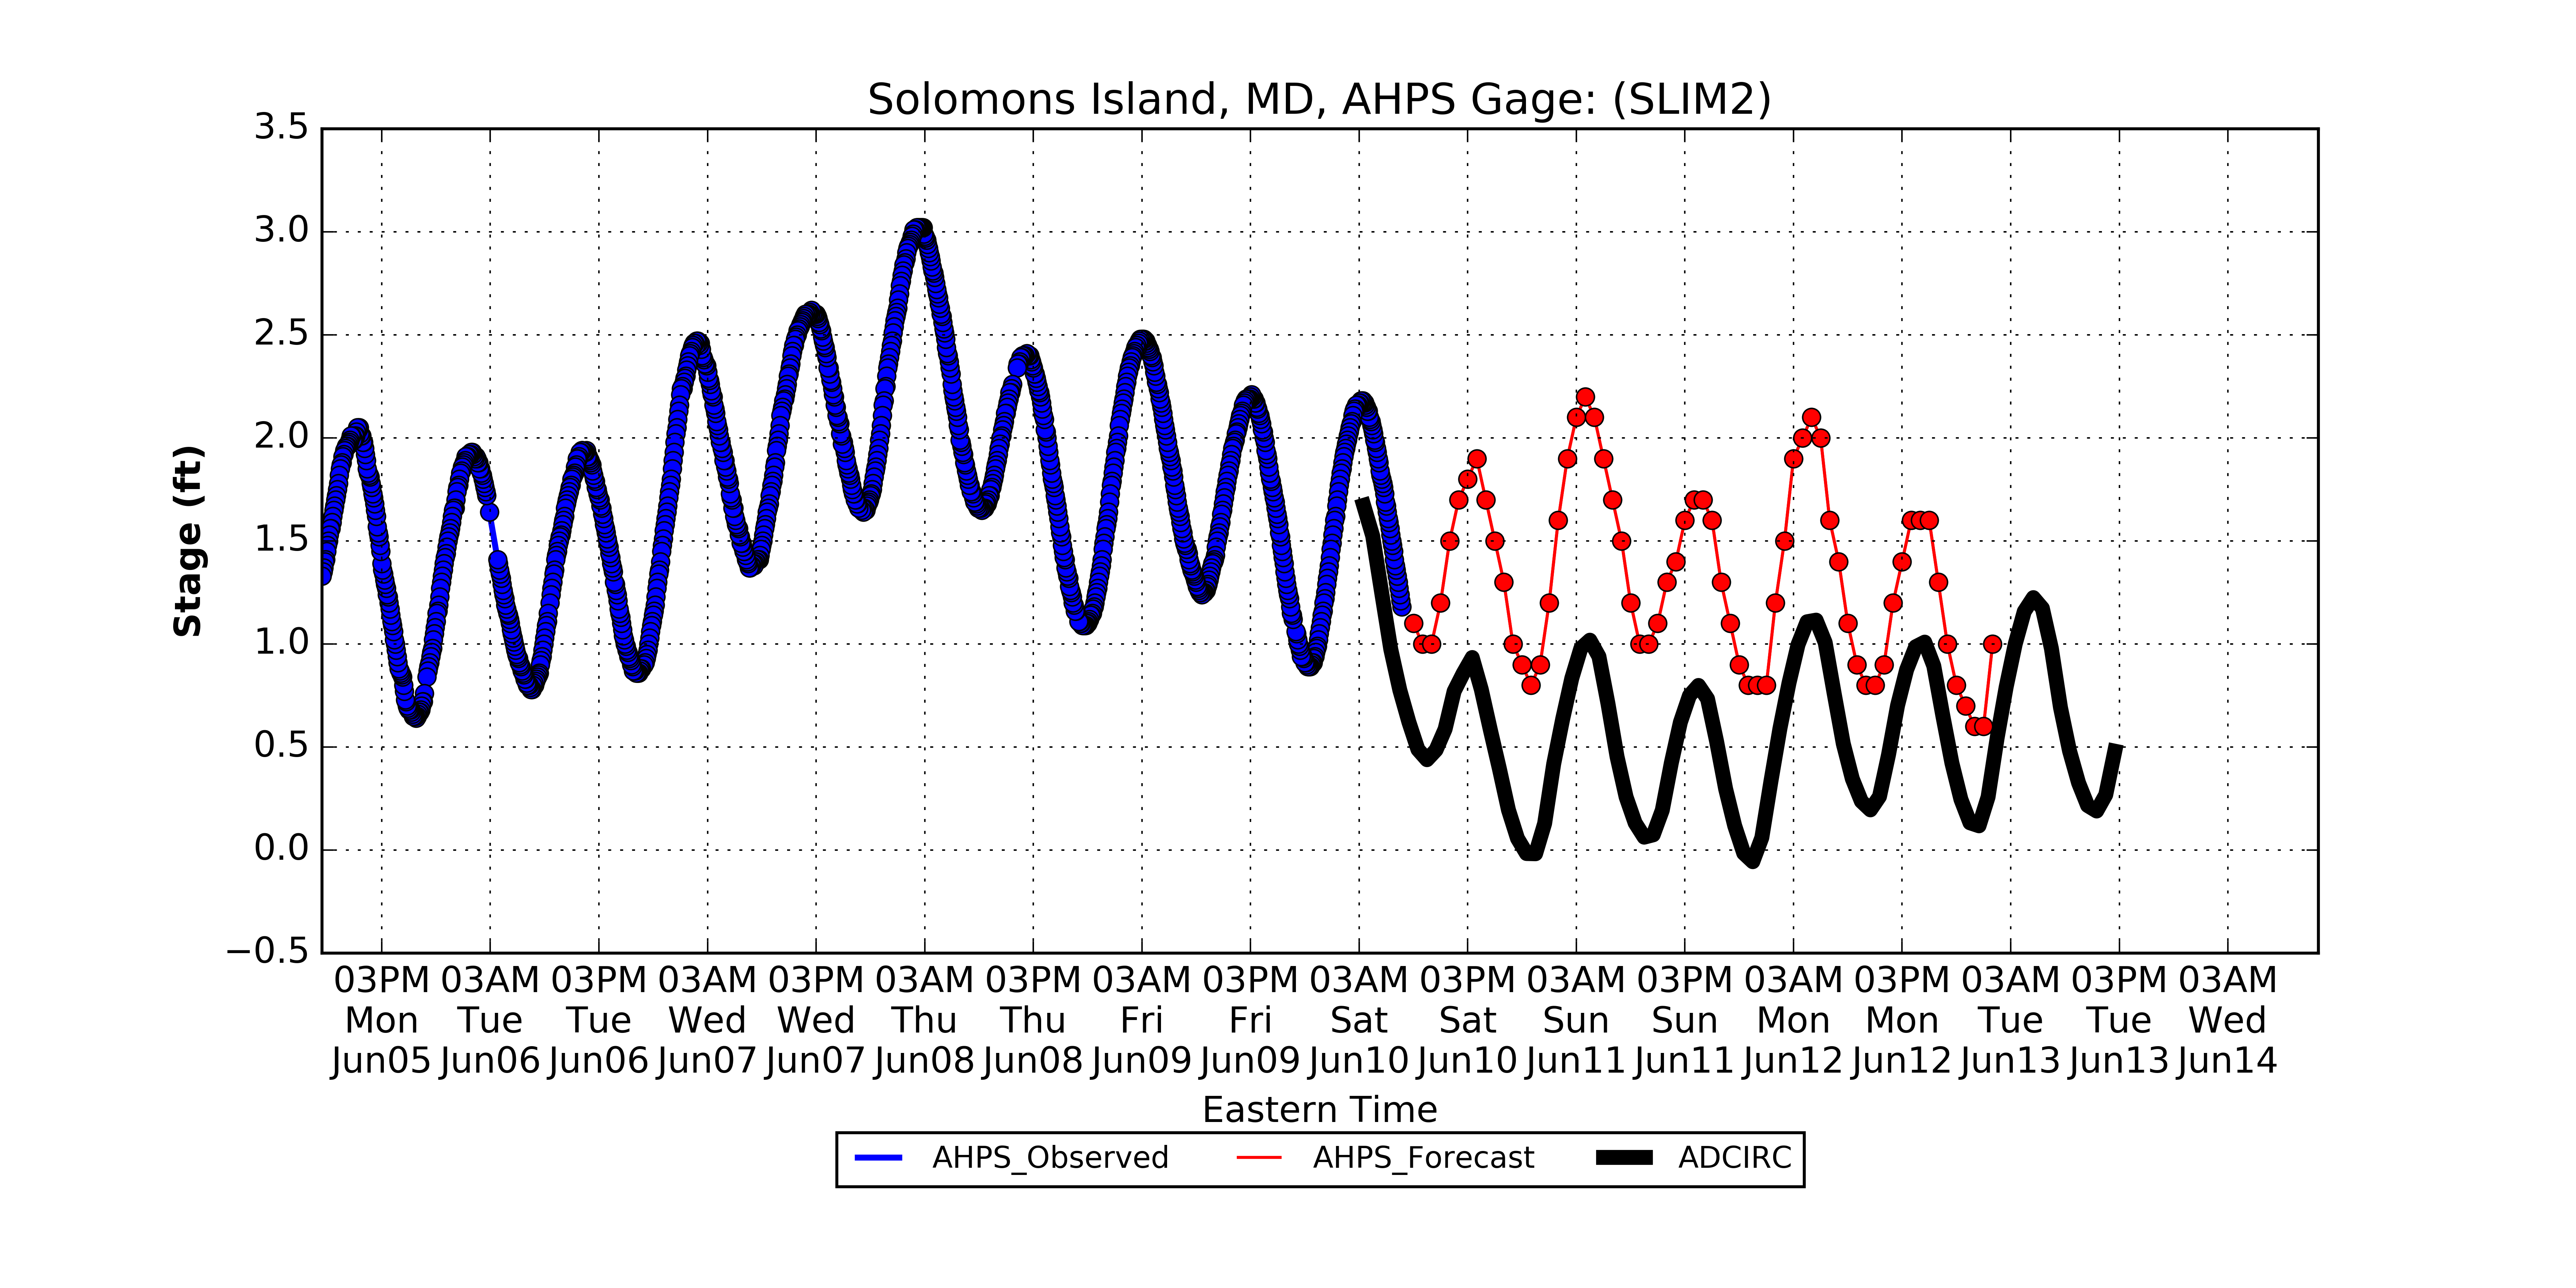 Solomons Island, MD, AHPS Gage: (SLIM2)
3.5
3.0
2.5
2.0
1.5
1.0
0.5
0.0
−0.5
Stage (ft)
03PM 03AM 03PM 03AM 03PM 03AM 03PM 03AM 03PM 03AM 03PM 03AM 03PM 03AM 03PM 03AM 03PM 03AM
Mon Tue Tue Wed Wed Thu Thu Fri Fri Sat Sat Sun Sun Mon Mon Tue Tue Wed
Jun05 Jun06 Jun06 Jun07 Jun07 Jun08 Jun08 Jun09 Jun09 Jun10 Jun10 Jun11 Jun11 Jun12 Jun12 Jun13 Jun13 Jun14
Eastern Time
AHPS_Observed AHPS_Forecast ADCIRC